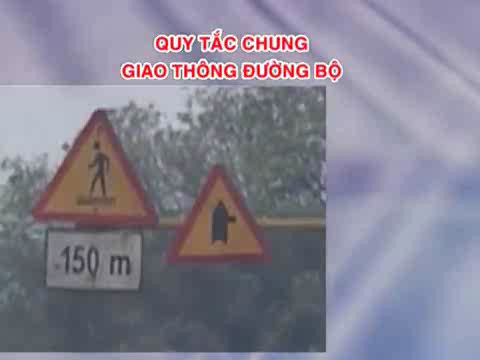 QUY TẮC CHUNG
GIAO THÔNG ĐƯỜNG BỘ
150 m